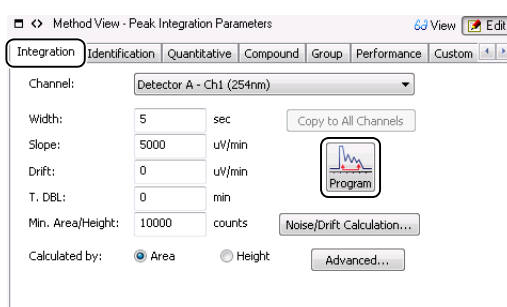 Method View - Peak Integration Parameters View Edit
Integration Identification Quantitative Compound Group Performance Custom
Channel: Detector A - Ch1 (254nm)
Width: 5 sec Copy to All Channels
Slope: 5000 uV/min
Drift: 0 uV/min
Program
T. DBL: 0 min
Min. Area/Height: 10000 counts Noise/Drift Calculation...
Calculated by: Area Height Advanced...